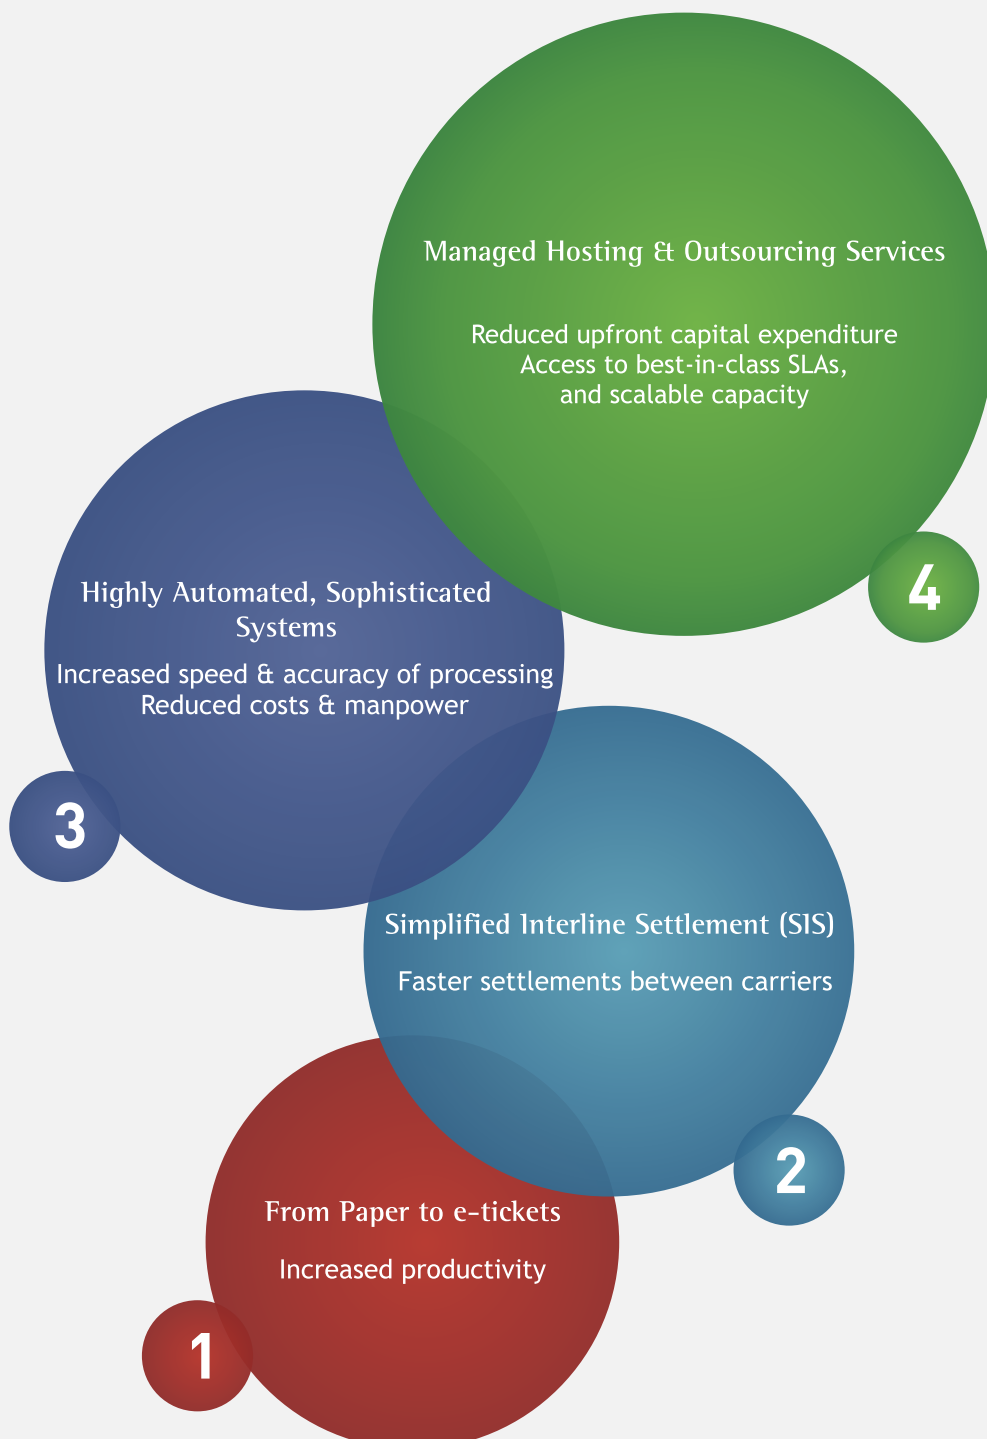 Managed Hosting & Outsourcing Services
Reduced upfront capital expenditure
Access to best-in-class SLAs,
and scalable capacity
4
Highly Automated, Sophisticated
Systems
Increased speed & accuracy of processing
Reduced costs & manpower
3
Simplified Interline Settlement (SIS)
Faster settlements between carriers
2
From Paper to e-tickets
Increased productivity
1